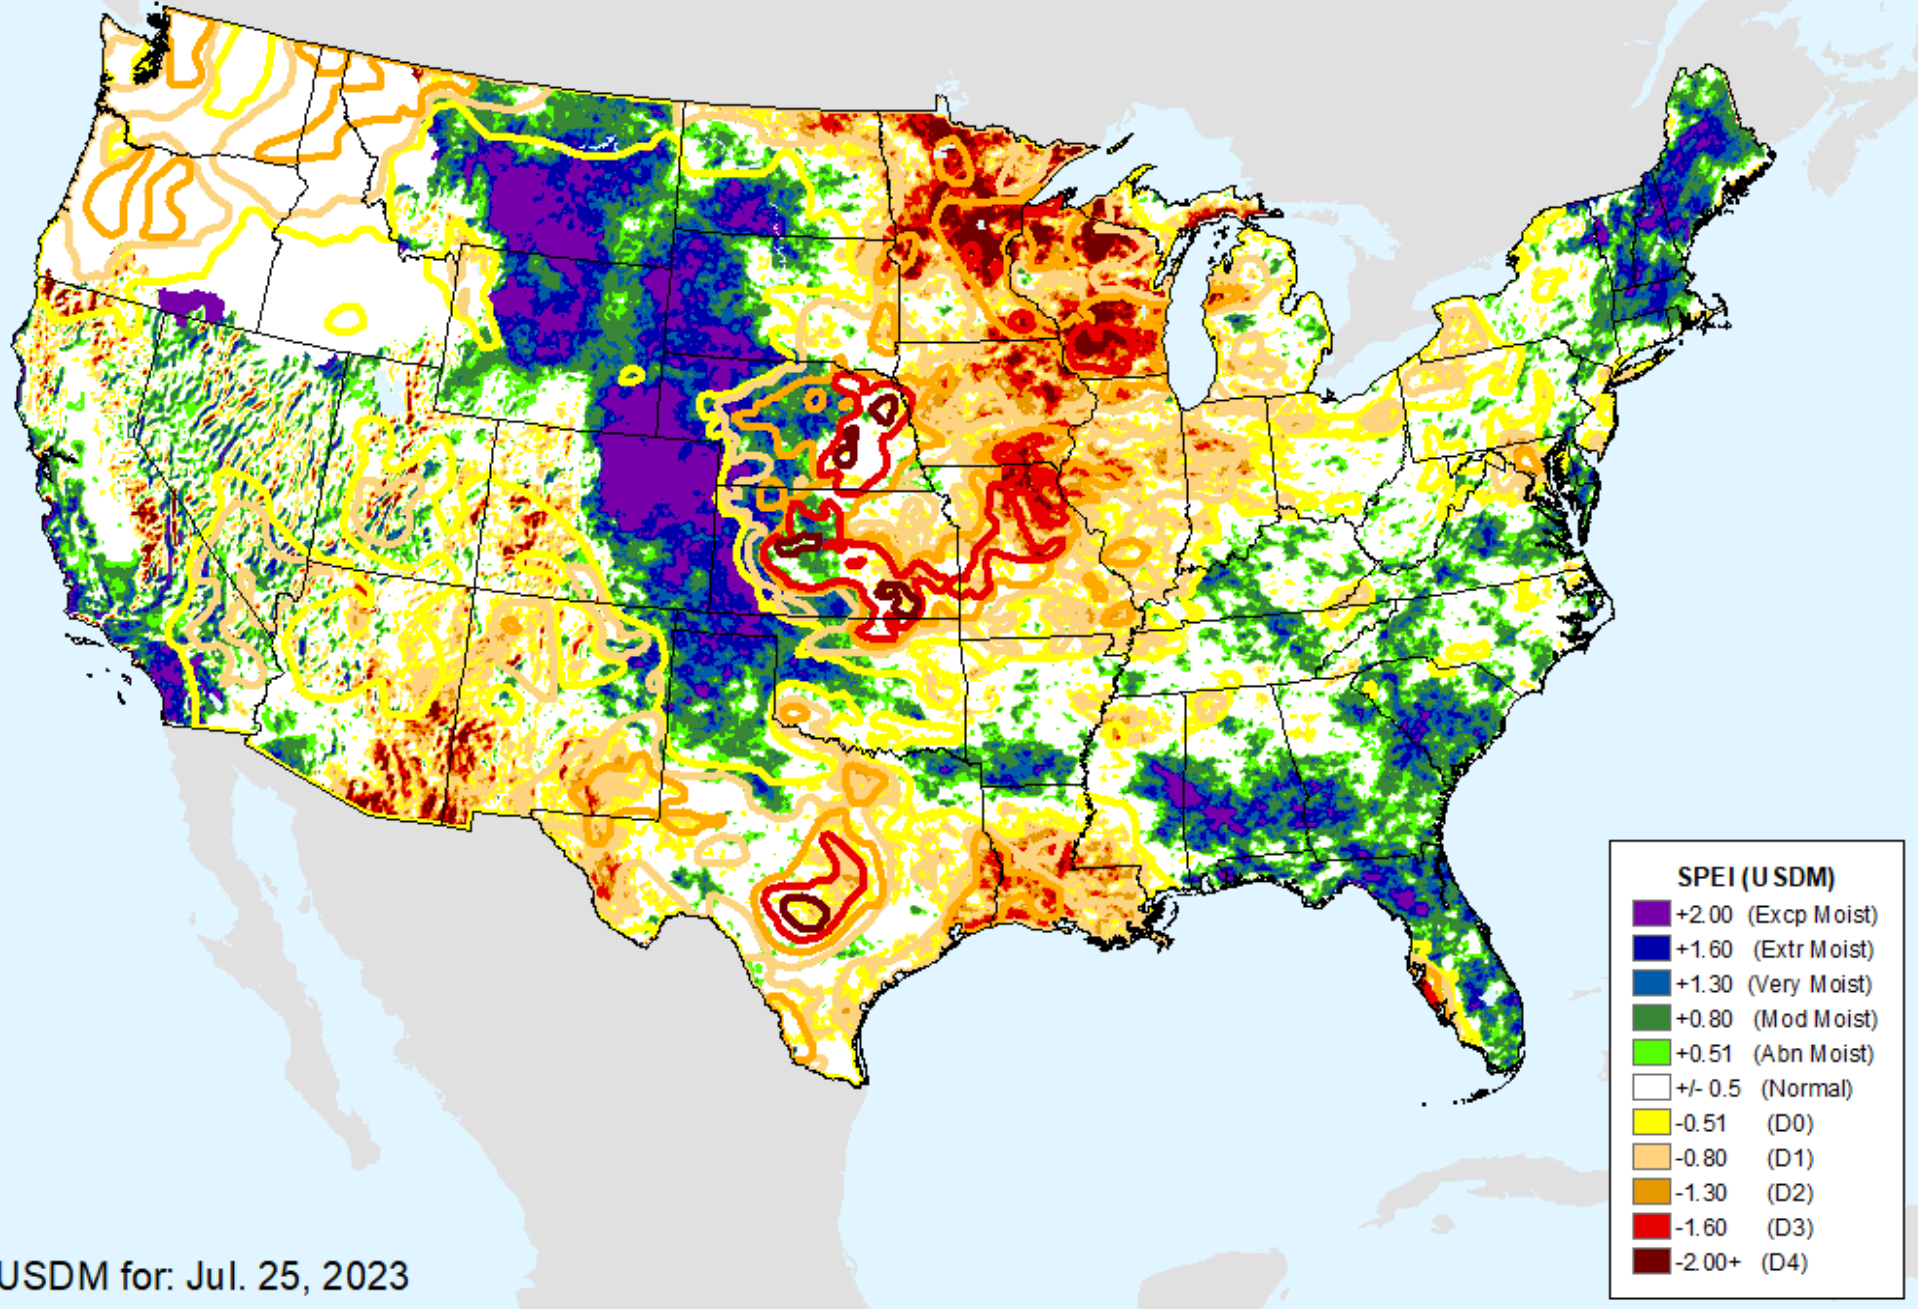 SPEI (USDM)
+2.00 (Excp Moist)
+1.60 (Extr Moist)
+1.30 (Very Moist)
+0.80 (Mod Moist)
+0.51 (Abn Moist)
+/- 0.5 (Normal)
-0.51 (D0)
-0.80 (D1)
-1.30 (D2)
-1.60 (D3)
-2.00+ (D4)
USDM for: Jul. 25, 2023